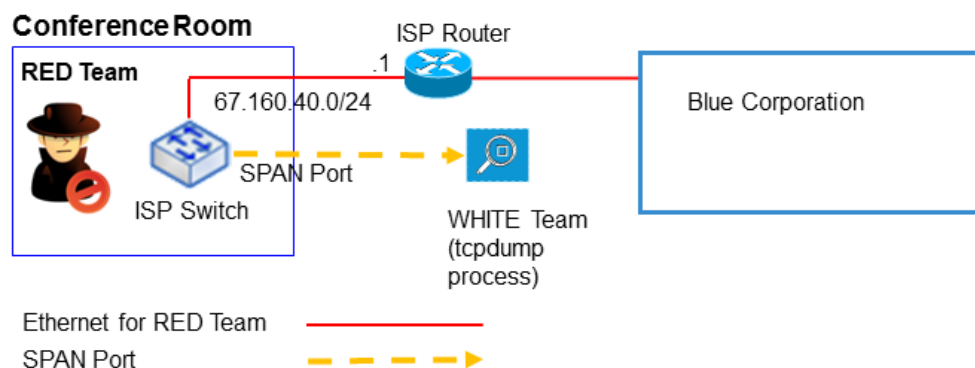 Conference Room
ISP Router
RED Team
.1
67.160.40.0/24
Blue Corporation
SPAN Port
ISP Switch
WHITE Team
(tcpdump
process)
Ethernet for RED Team
SPAN Port